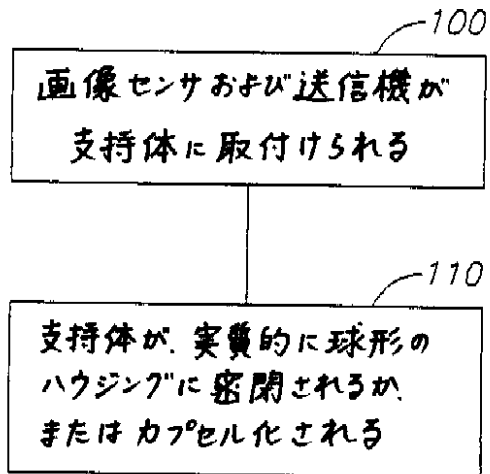 100
画像センサおよび送信機が
支持体に取付けられる
110
支持体が、実質的に球形の
ハウジングに密閉されるか、
またはカプセル化される